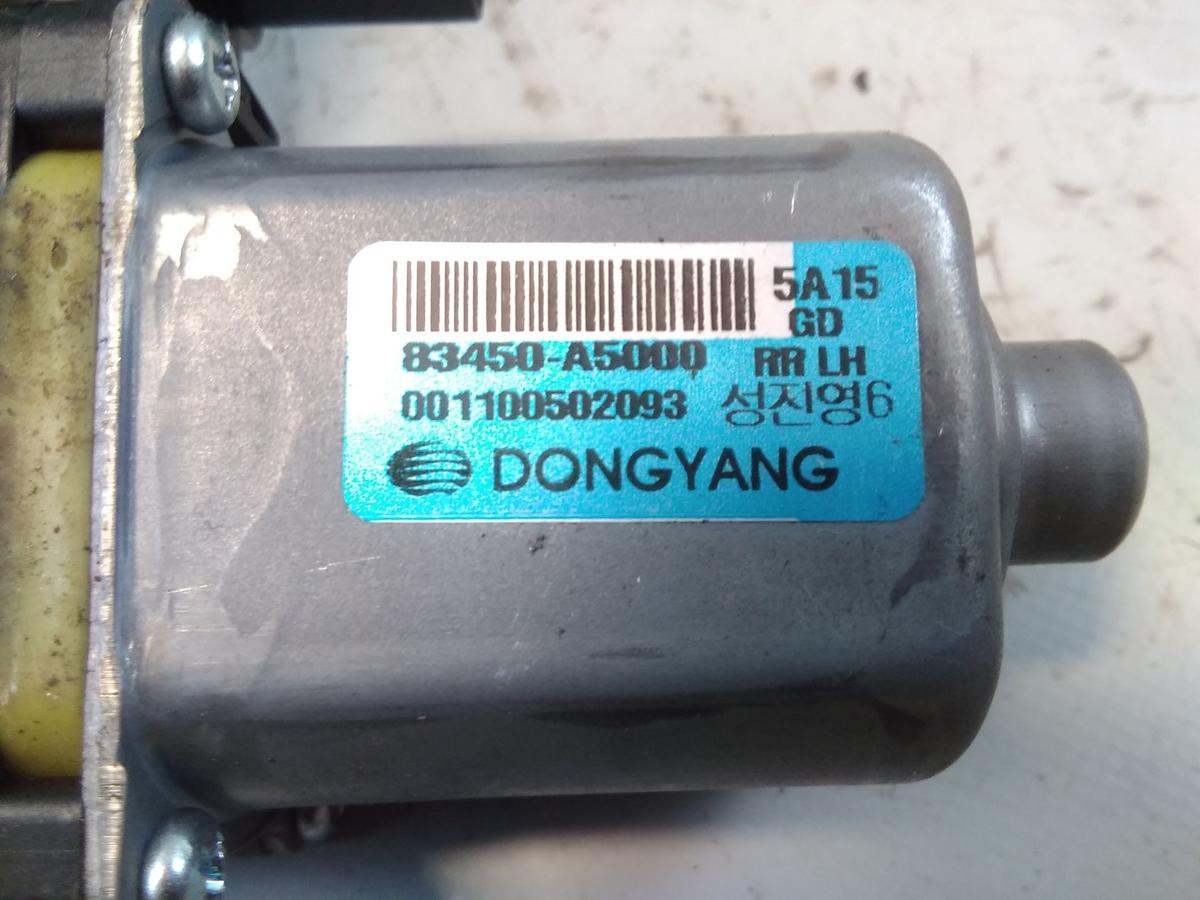 5A15
GD
83450-A5000 RR LH
001100502093 성진영6
DONGYANG